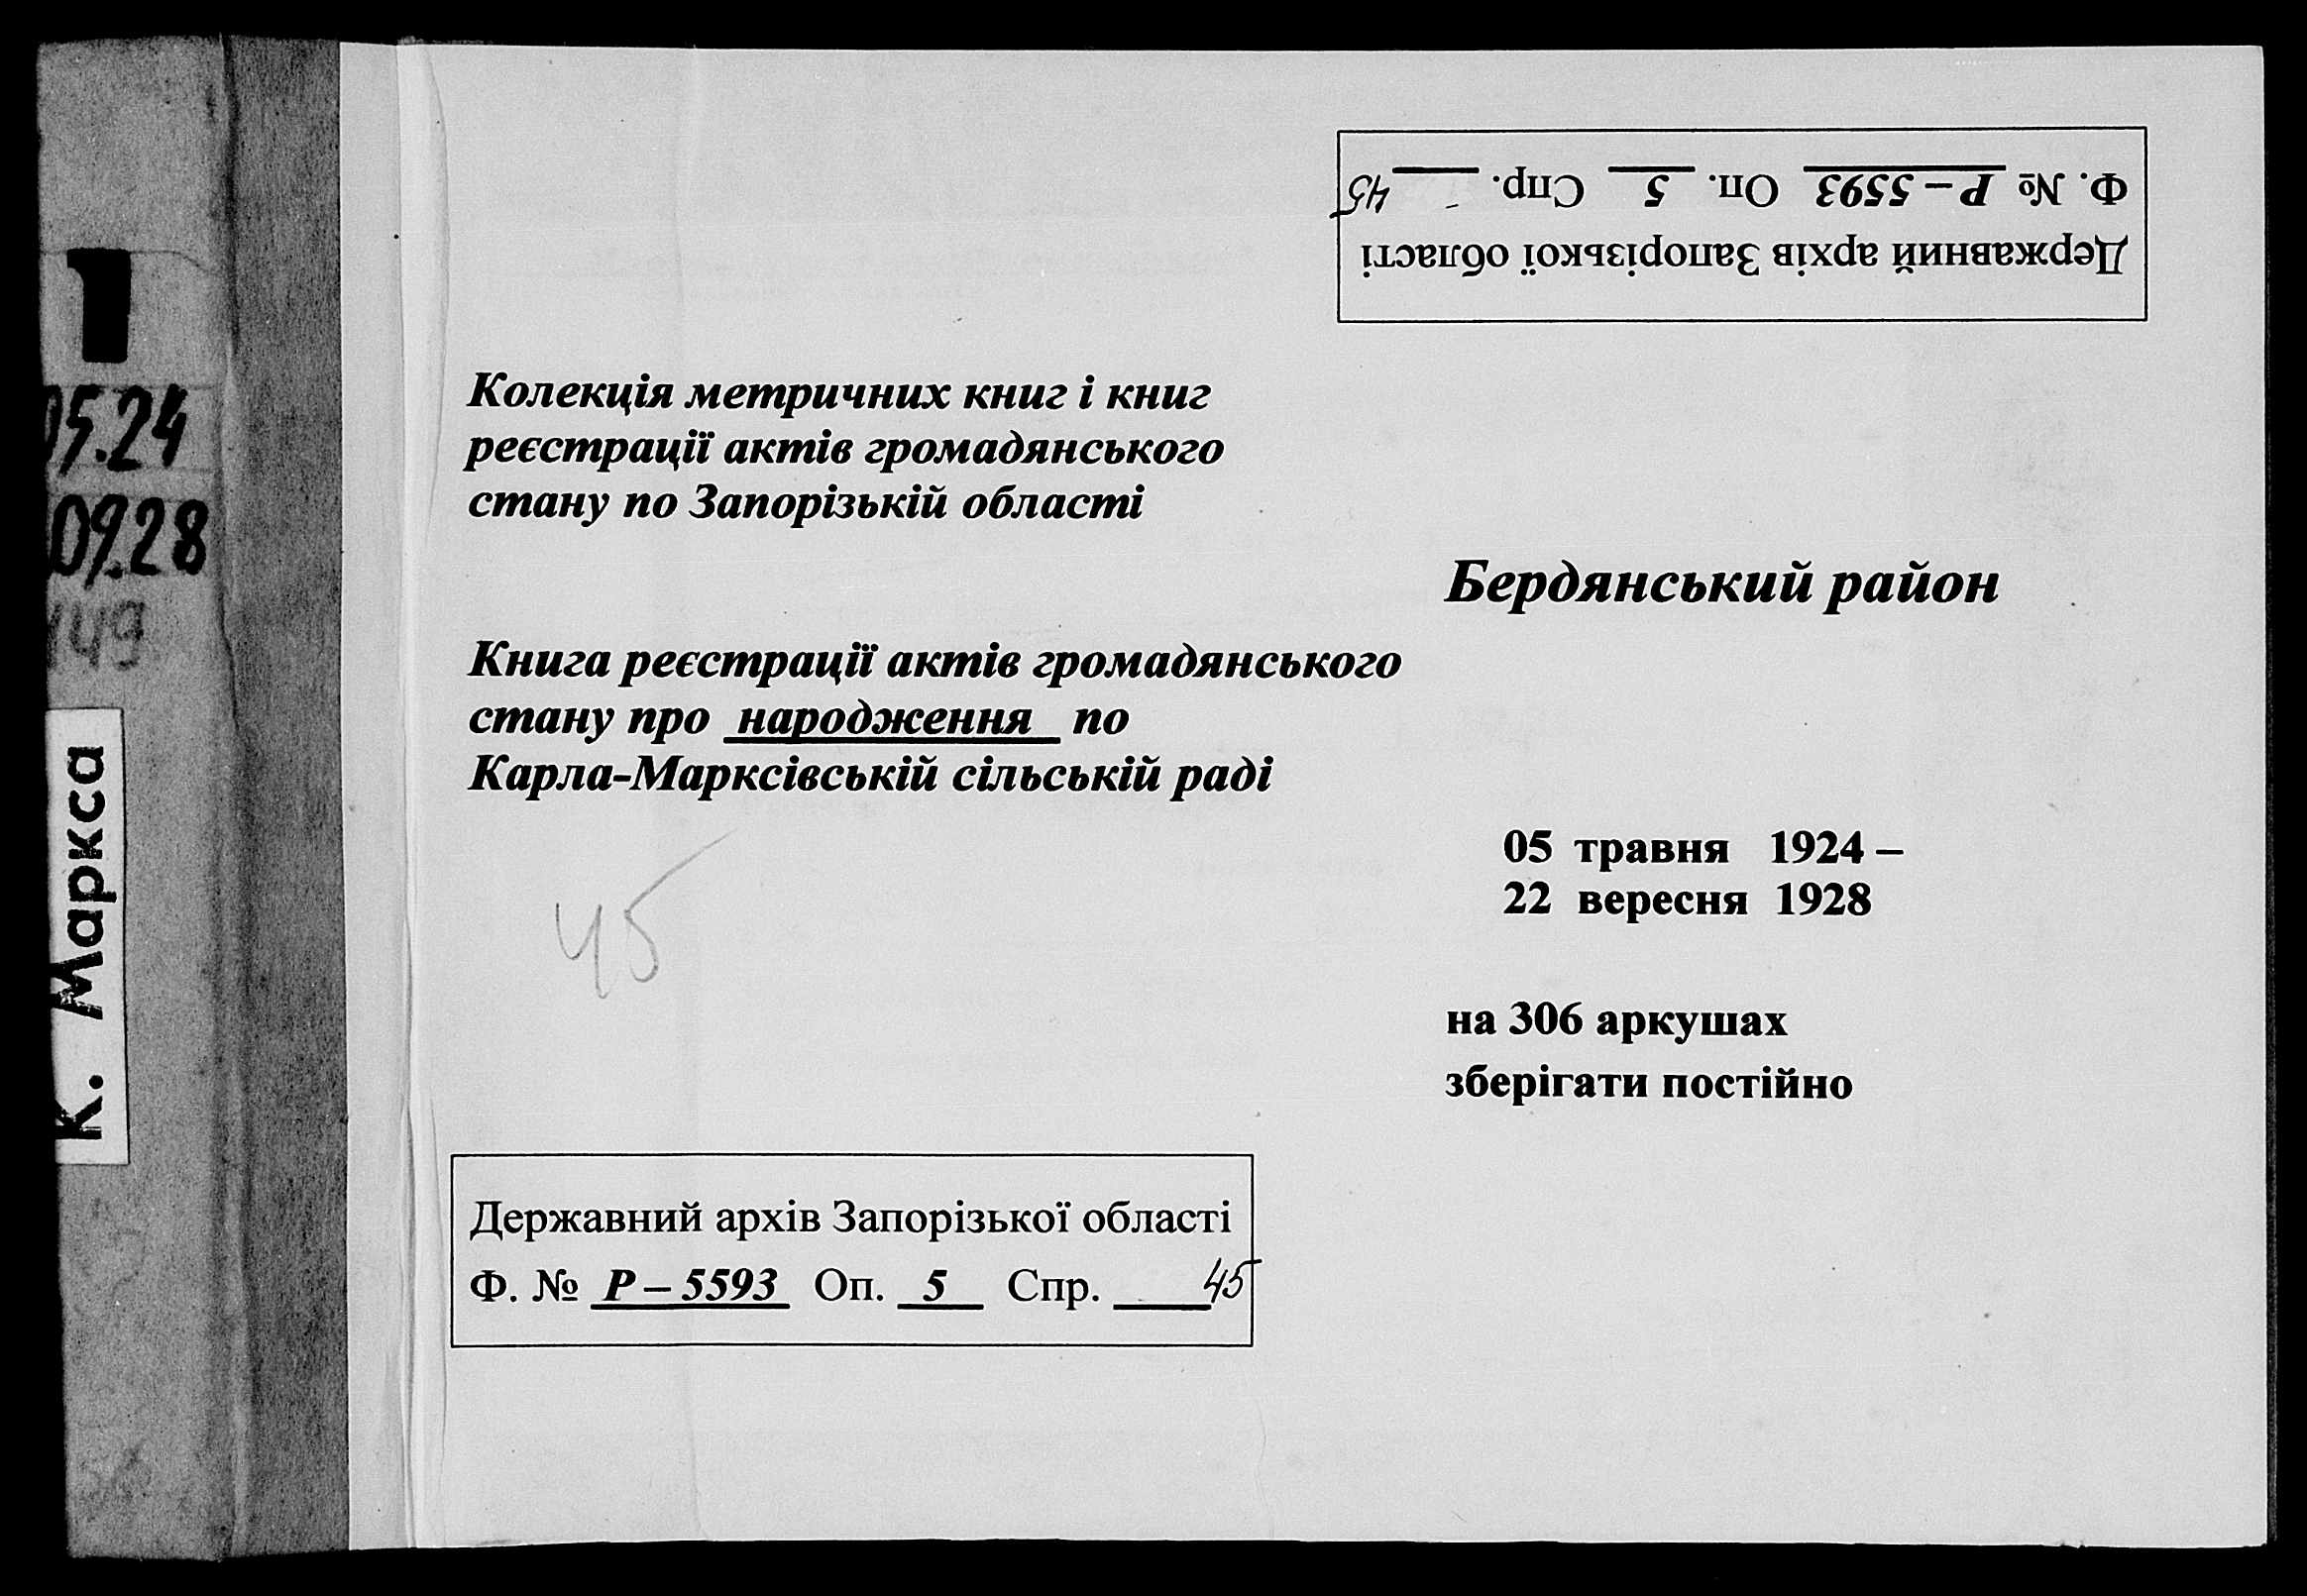 1
05.24
09.28
149
К. Маркса
Ф. № Р – 5593 Оп. 5 Спр. 45
Державний архів Запорізької області
Колекція метричних книг і книг
реєстрації актів громадянського
стану по Запорізькій області
Бердянський район
Книга реєстрації актів громадянського
стану про народження по
Карла-Марксівській сільській раді
05 травня 1924 –
22 вересня 1928
45
на 306 аркушах
зберігати постійно
Державний архів Запорізької області
Ф. № Р – 5593 Оп. 5 Спр. 45